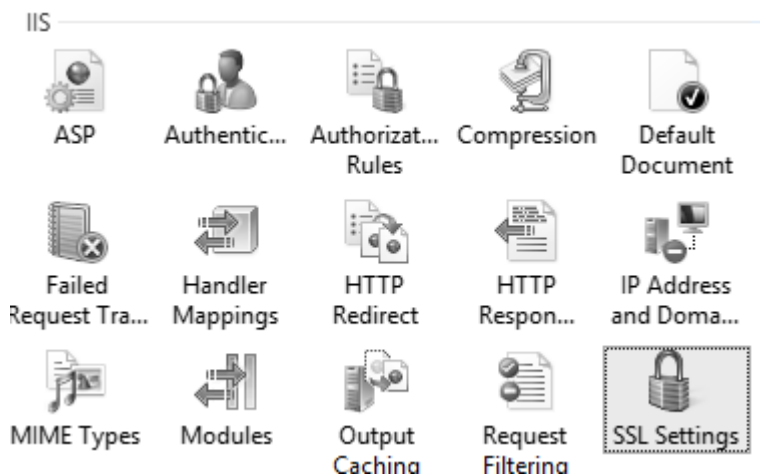 IIS
ASP Authentic... Authorizat... Compression Default
Rules Document
Failed Handler HTTP HTTP IP Address
Request Tra... Mappings Redirect Respon... and Doma...
MIME Types Modules Output Request SSL Settings
Caching Filtering